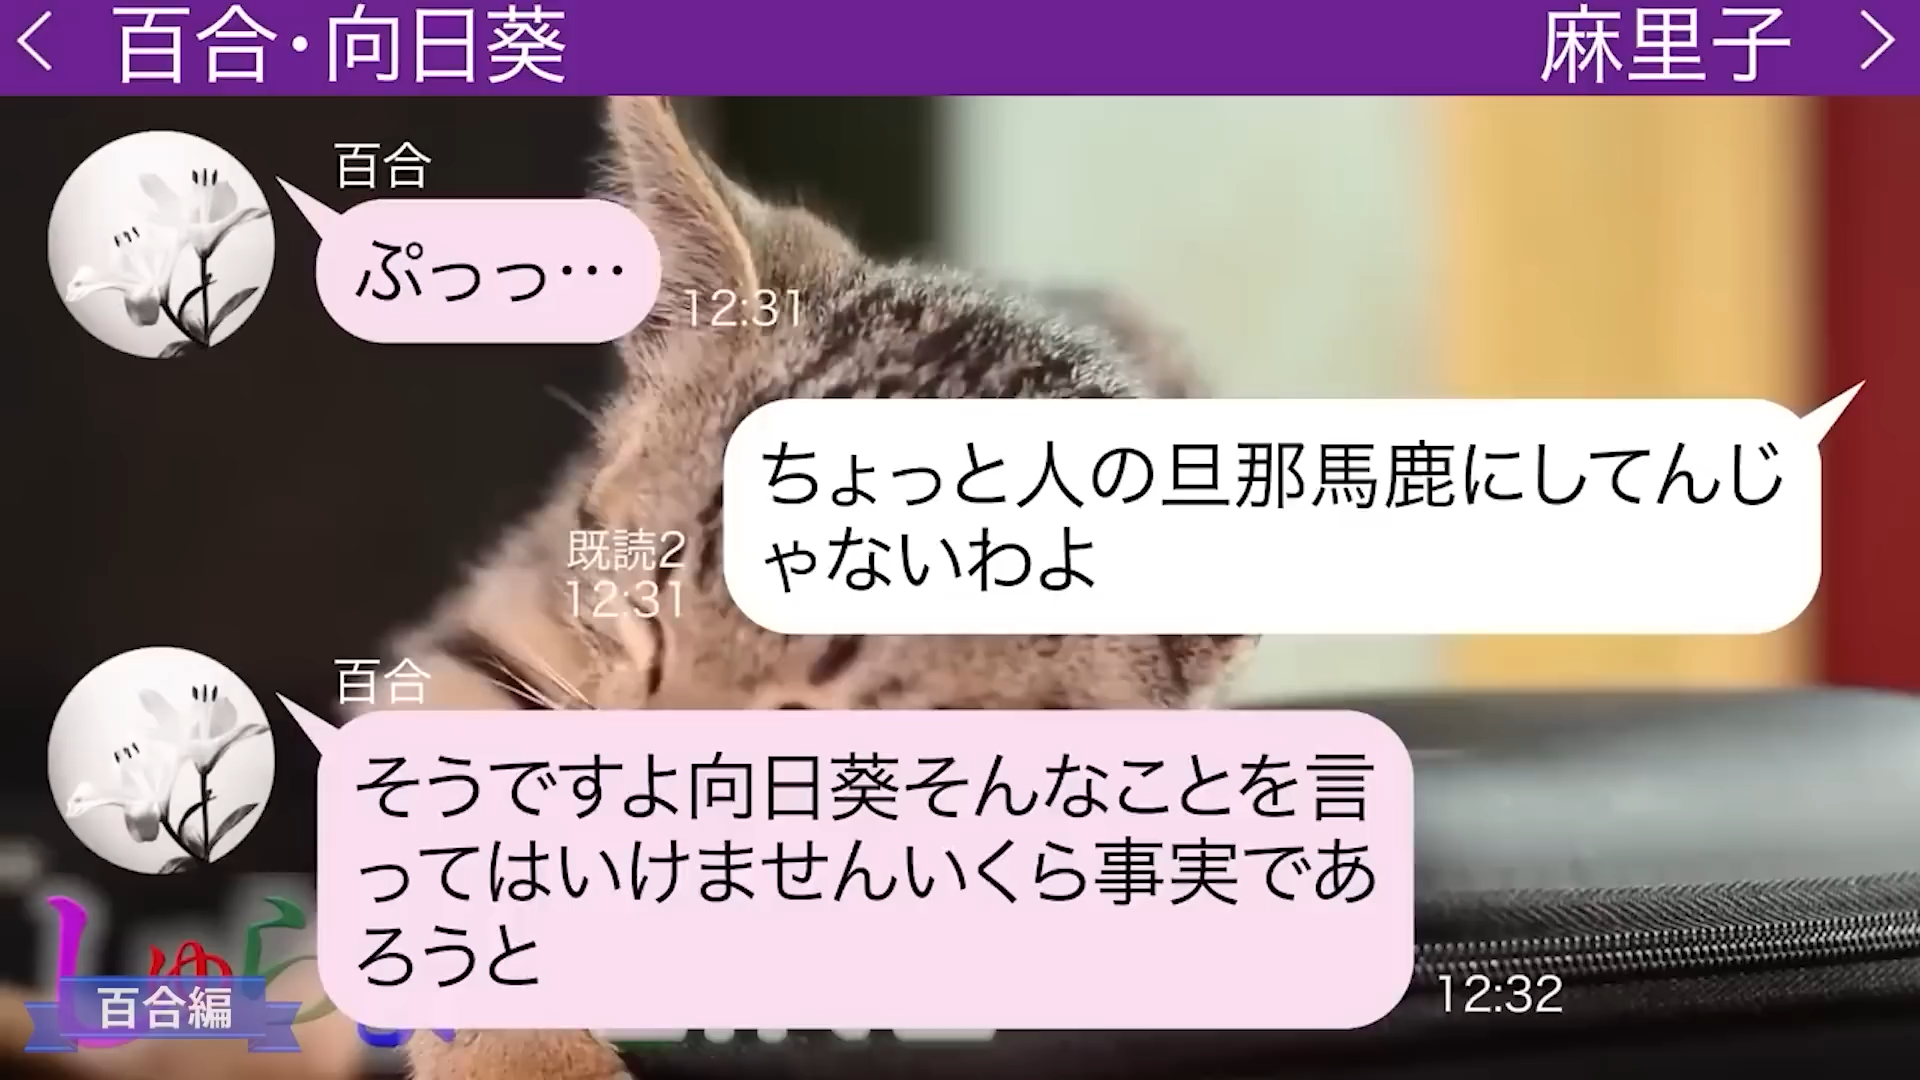 百合・向日葵
麻里子
百合
ぷっっ…
12:31
ちょっと人の旦那馬鹿にしてんじ
ゃないわよ
既読2
12:31
百合
そうですよ向日葵そんなことを言
ってはいけませんいくら事実であ
ろうと
12:32
しゅら
百合編